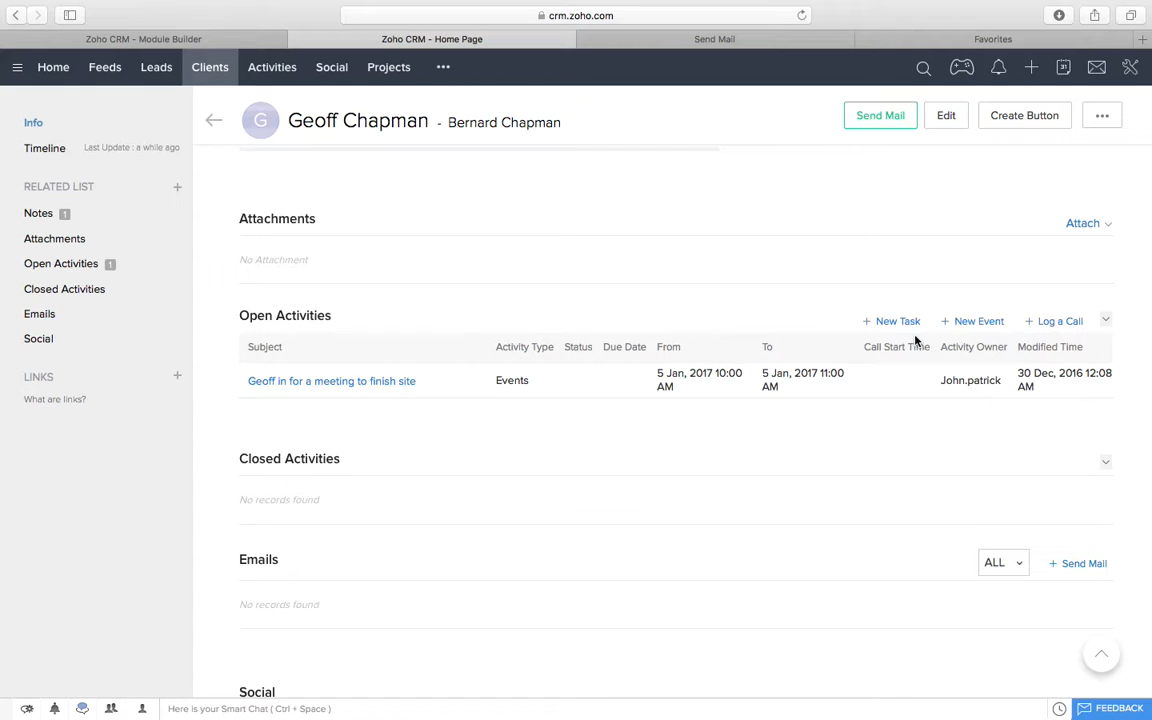 crm.zoho.com
Zoho CRM - Module Builder
Zoho CRM - Home Page
Send Mail
Favorites
Home
Feeds
Leads
Clients
Activities
Social
Projects
31
G
Geoff Chapman - Bernard Chapman
Send Mail
Edit
Create Button
Info
Timeline
Last Update : a while ago
RELATED LIST
Notes 1
Attachments
Open Activities 1
Closed Activities
Emails
Social
LINKS
What are links?
Attachments
Attach
No Attachment
Open Activities
+ New Task
+ New Event
+ Log a Call
Subject
Activity Type
Status
Due Date
From
To
Call Start Time
Activity Owner
Modified Time
Geoff in for a meeting to finish site
Events
5 Jan, 2017 10:00
AM
5 Jan, 2017 11:00
AM
John.patrick
30 Dec, 2016 12:08
AM
Closed Activities
No records found
Emails
ALL
+ Send Mail
No records found
Social
Here is your Smart Chat ( Ctrl + Space )
FEEDBACK